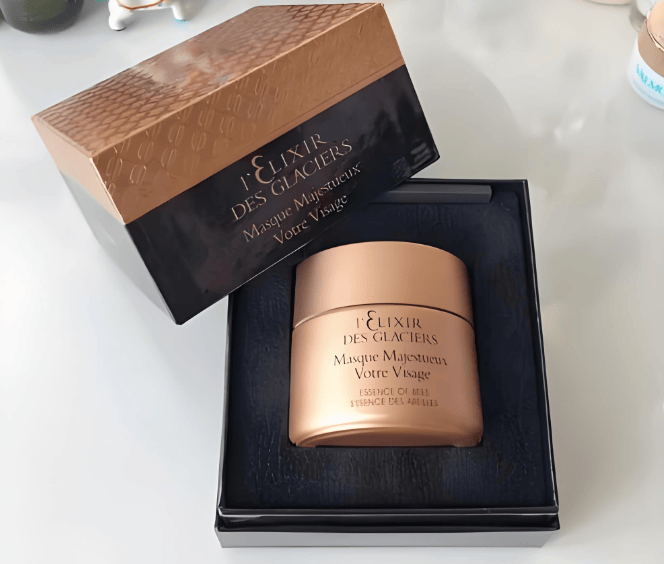 l'Elixir
des Glaciers
Masque Majestueux
Votre Visage
l'Elixir
des Glaciers
Masque Majestueux
Votre Visage
ESSENCE OF BEES
L'ESSENCE DES ABEILLES